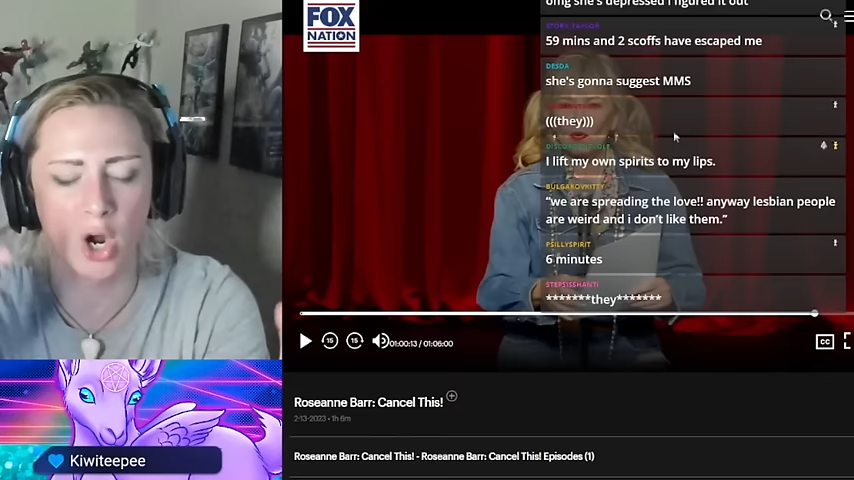 FOX
NATION
omg she's depressed i figured it out
STORY_TAYLOR
59 mins and 2 scoffs have escaped me
DESDA
she's gonna suggest MMS
(((they)))
I lift my own spirits to my lips.
BULGAKOVKITTY
“we are spreading the love!! anyway lesbian people
are weird and i don’t like them.”
PSILLYSPIRIT
6 minutes
STEPSISSHANTI
*******they*******
15
15
01:00:13 / 01:06:00
CC
Roseanne Barr: Cancel This!
2-13-2023 • 1h 6m
Roseanne Barr: Cancel This! - Roseanne Barr: Cancel This! Episodes (1)
Kiwiteepee